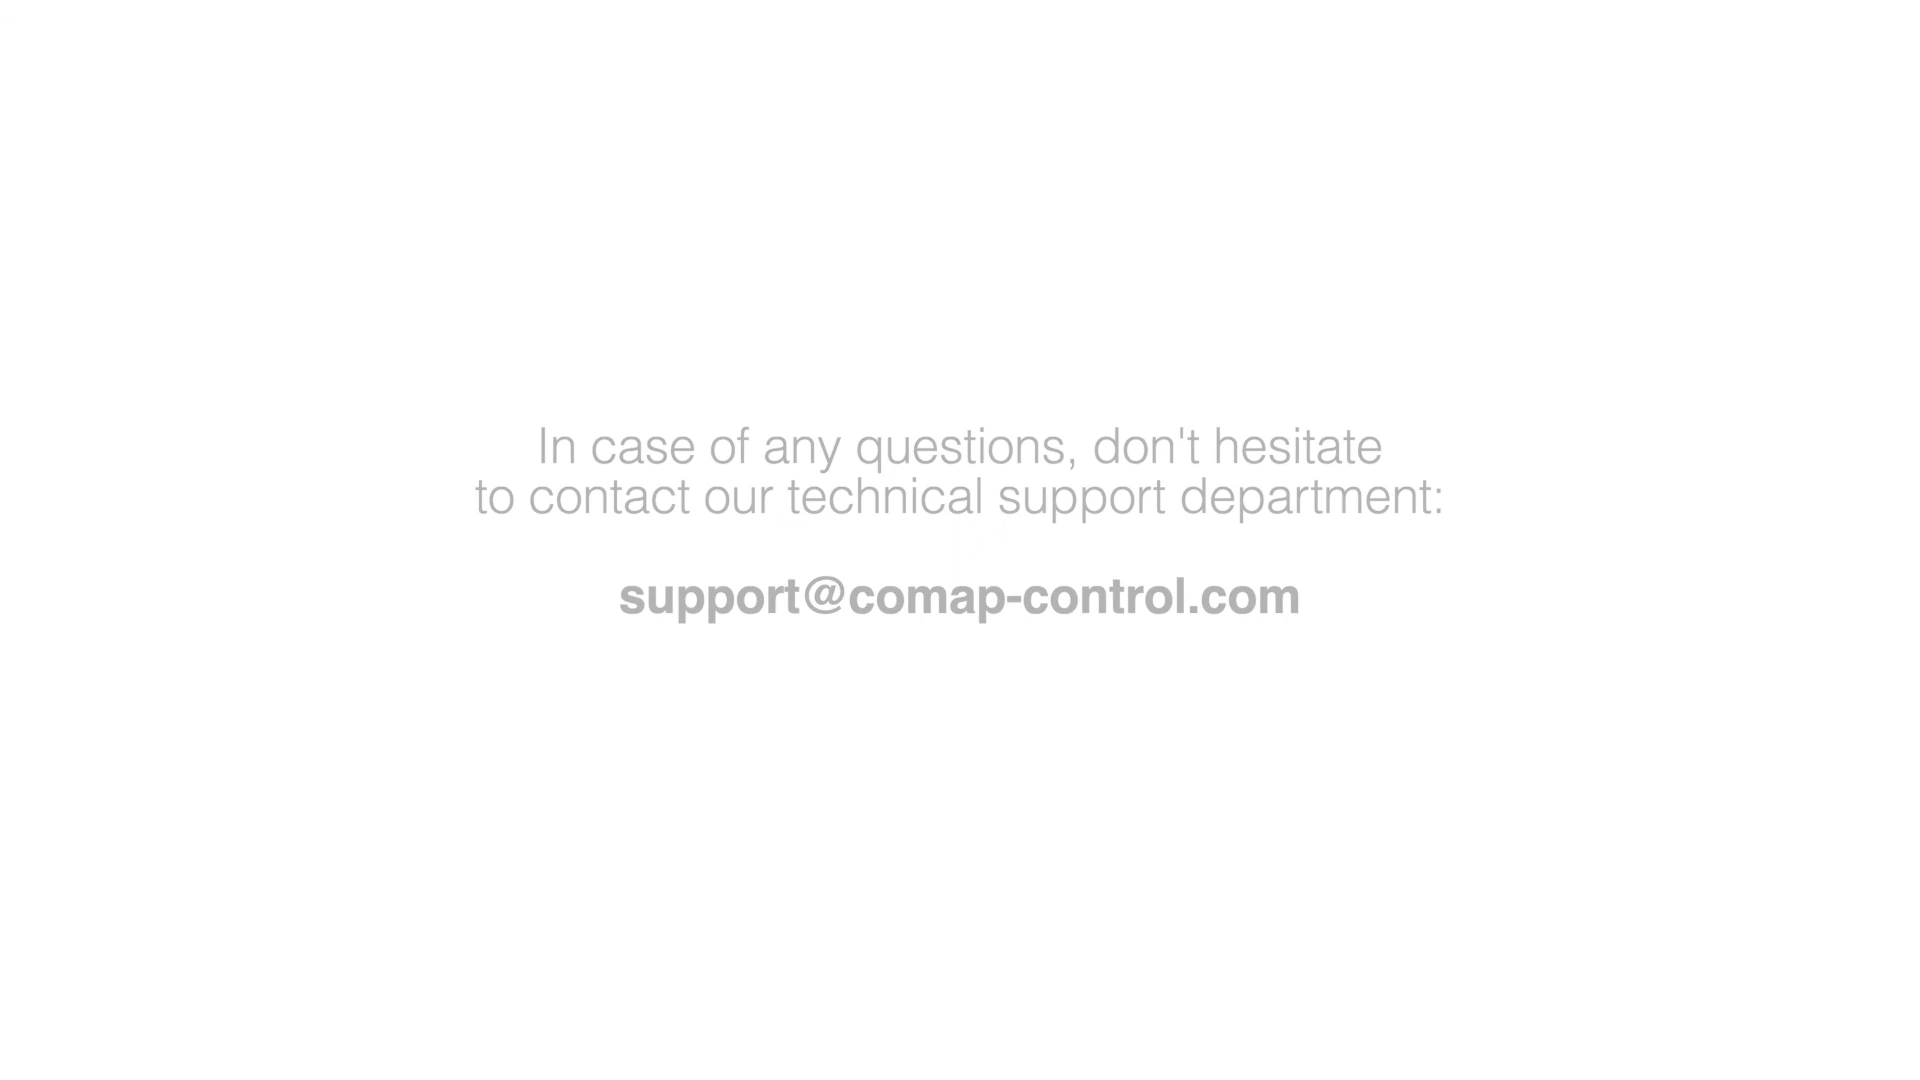 In case of any questions, don't hesitate
to contact our technical support department:
support@comap-control.com